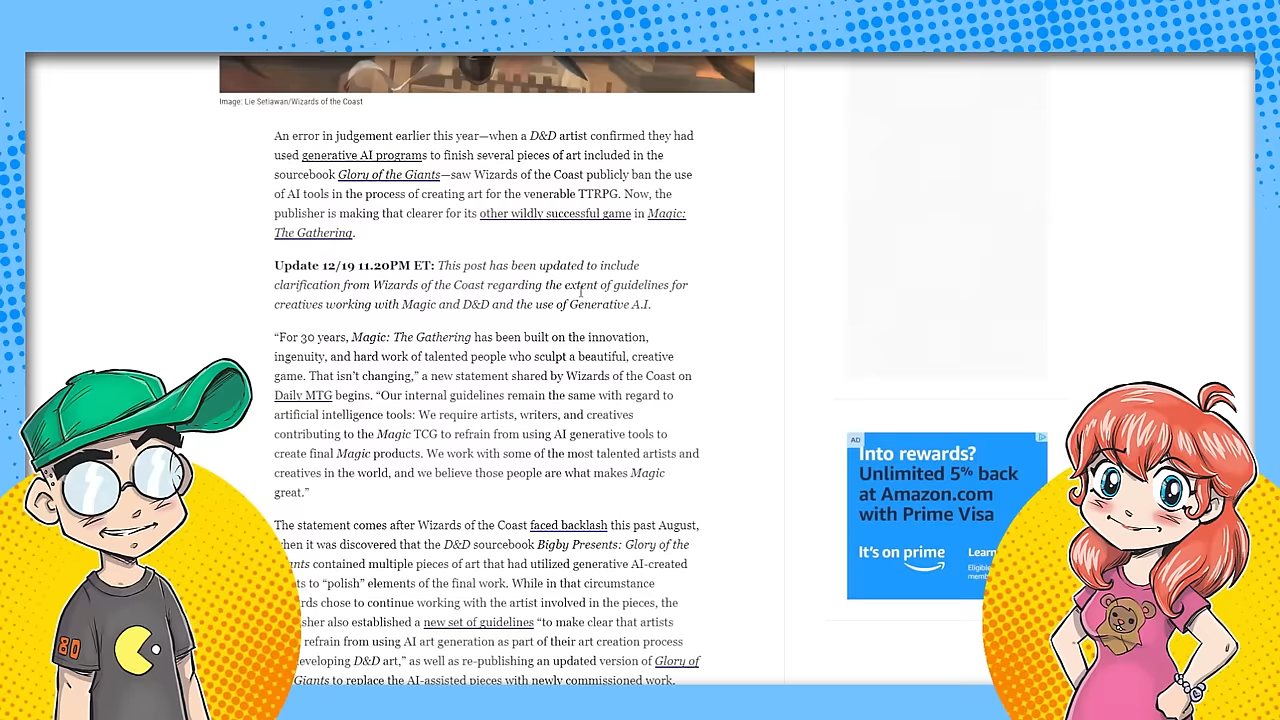 Image: Lie Setiawan/Wizards of the Coast
An error in judgement earlier this year—when a D&D artist confirmed they had
used generative AI programs to finish several pieces of art included in the
sourcebook Glory of the Giants—saw Wizards of the Coast publicly ban the use
of AI tools in the process of creating art for the venerable TTRPG. Now, the
publisher is making that clearer for its other wildly successful game in Magic:
The Gathering.
Update 12/19 11.20PM ET: This post has been updated to include
clarification from Wizards of the Coast regarding the extent of guidelines for
creatives working with Magic and D&D and the use of Generative A.I.
“For 30 years, Magic: The Gathering has been built on the innovation,
ingenuity, and hard work of talented people who sculpt a beautiful, creative
game. That isn’t changing,” a new statement shared by Wizards of the Coast on
Daily MTG begins. “Our internal guidelines remain the same with regard to
artificial intelligence tools: We require artists, writers, and creatives
contributing to the Magic TCG to refrain from using AI generative tools to
create final Magic products. We work with some of the most talented artists and
creatives in the world, and we believe those people are what makes Magic
great.”
The statement comes after Wizards of the Coast faced backlash this past August,
when it was discovered that the D&D sourcebook Bigby Presents: Glory of the
contained multiple pieces of art that had utilized generative AI-created
to “polish” elements of the final work. While in that circumstance
chose to continue working with the artist involved in the pieces, the
also established a new set of guidelines “to make clear that artists
refrain from using AI art generation as part of their art creation process
developing D&D art,” as well as re-publishing an updated version of Glory of
Giants to replace the AI-assisted pieces with newly commissioned work.
AD
Into rewards?
Unlimited 5% back
at Amazon.com
with Prime Visa
It's on prime
Learn
80